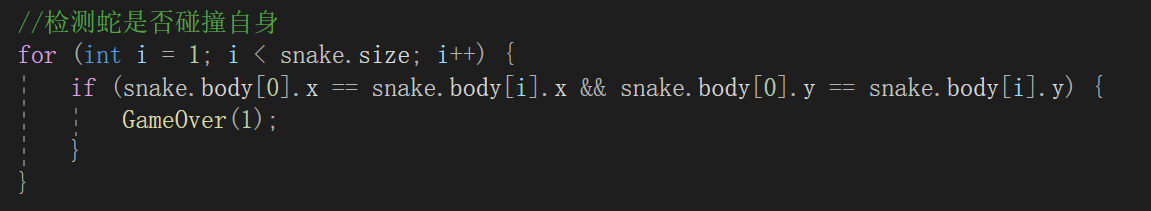 //检测蛇是否碰撞自身
for (int i = 1; i < snake.size; i++) {
if (snake.body[0].x == snake.body[i].x && snake.body[0].y == snake.body[i].y) {
GameOver(1);
}
}